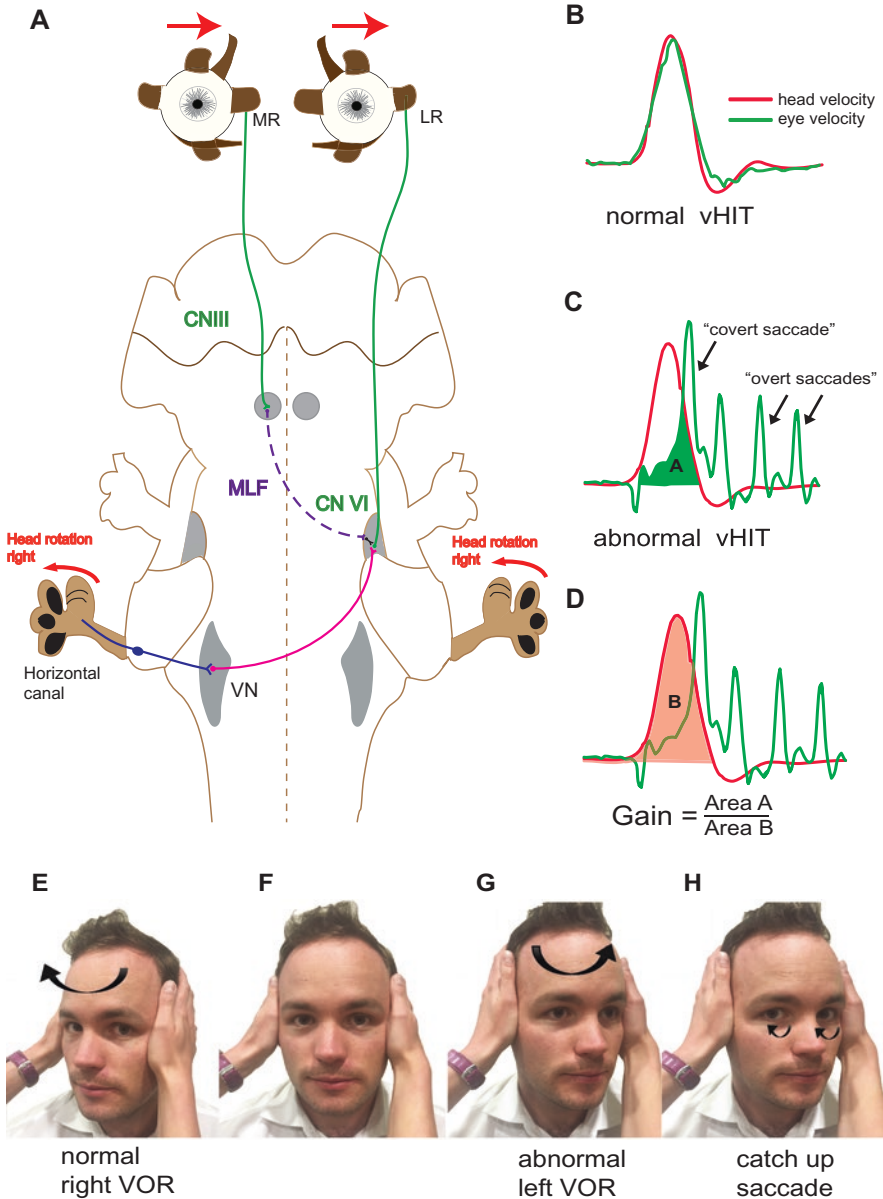 A
MR
LR
CNIII
MLF
CN VI
Head rotation
right
Head rotation
right
Horizontal
canal
VN
B
head velocity
eye velocity
normal vHIT
C
“covert saccade”
“overt saccades”
A
abnormal vHIT
D
B
Gain = Area A
Area B
E
F
G
H
normal
right VOR
abnormal
left VOR
catch up
saccade